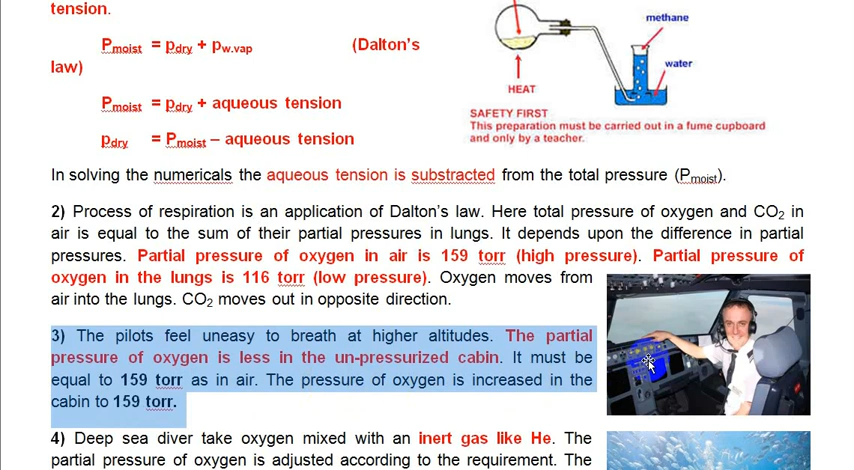 tension.
Pmoist = pdry + pw.vap (Dalton's
law)
Pmoist = pdry + aqueous tension
pdry = Pmoist – aqueous tension
methane
water
HEAT
SAFETY FIRST
This preparation must be carried out in a fume cupboard
and only by a teacher.
In solving the numericals the aqueous tension is substracted from the total pressure (Pmoist).
2) Process of respiration is an application of Dalton's law. Here total pressure of oxygen and CO2 in
air is equal to the sum of their partial pressures in lungs. It depends upon the difference in partial
pressures. Partial pressure of oxygen in air is 159 torr (high pressure). Partial pressure of
oxygen in the lungs is 116 torr (low pressure). Oxygen moves from
air into the lungs. CO2 moves out in opposite direction.
3) The pilots feel uneasy to breath at higher altitudes. The partial
pressure of oxygen is less in the un-pressurized cabin. It must be
equal to 159 torr as in air. The pressure of oxygen is increased in the
cabin to 159 torr.
4) Deep sea diver take oxygen mixed with an inert gas like He. The
partial pressure of oxygen is adjusted according to the requirement. The